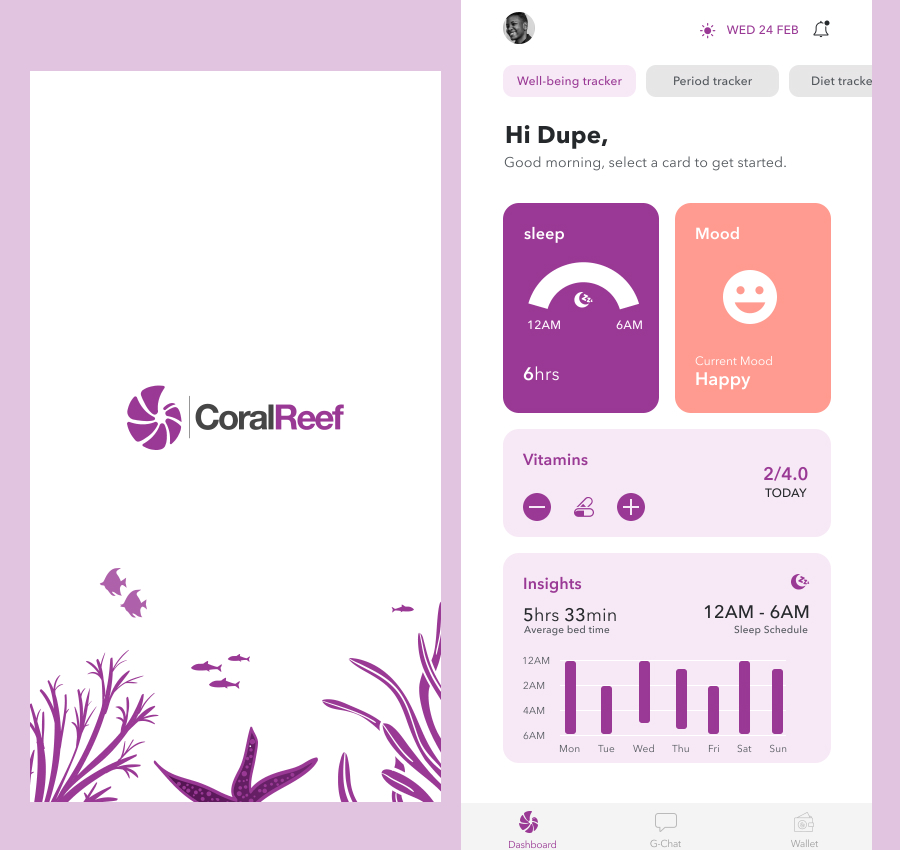 CoralReef
WED 24 FEB
Well-being tracker
Period tracker
Diet tracke
Hi Dupe,
Good morning, select a card to get started.
sleep
12AM 6AM
6hrs
Mood
Current Mood
Happy
Vitamins
2/4.0
TODAY
Insights
5hrs 33min
Average bed time
12AM - 6AM
Sleep Schedule
12AM
2AM
4AM
6AM
Mon Tue Wed Thu Fri Sat Sun
Dashboard
G-Chat
Wallet